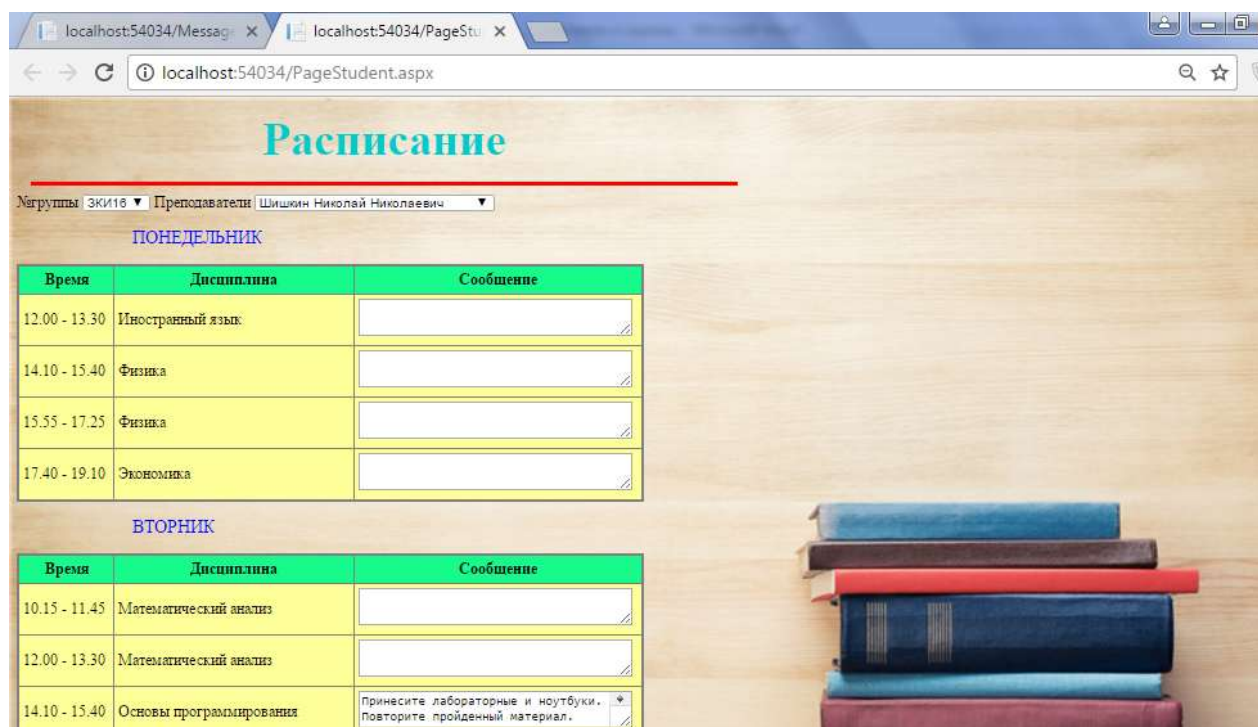 localhost:54034/Messag
localhost:54034/PageStu
localhost:54034/PageStudent.aspx
Расписание
№группы ЗКИ16 Преподаватели Шишкин Николай Николаевич
ПОНЕДЕЛЬНИК
Время Дисциплина Сообщение
12.00 - 13.30 Иностранный язык
14.10 - 15.40 Физика
15.55 - 17.25 Физика
17.40 - 19.10 Экономика
ВТОРНИК
Время Дисциплина Сообщение
10.15 - 11.45 Математический анализ
12.00 - 13.30 Математический анализ
14.10 - 15.40 Основы программирования
Принесите лабораторные и ноутбуки.
Повторите пройденный материал.